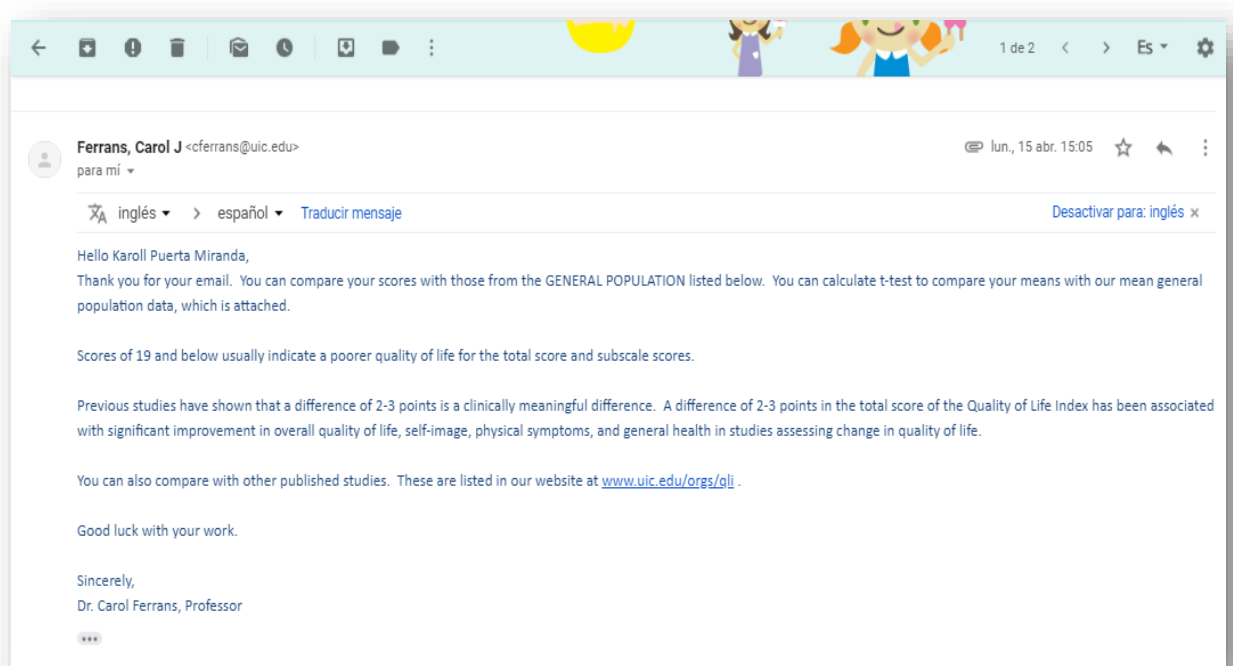 1 de 2
Es
Ferrans, Carol J <cferrans@uic.edu>
lun., 15 abr. 15:05
para mí
inglés
español
Traducir mensaje
Desactivar para: inglés
Hello Karoll Puerta Miranda,
Thank you for your email. You can compare your scores with those from the GENERAL POPULATION listed below. You can calculate t-test to compare your means with our mean general
population data, which is attached.
Scores of 19 and below usually indicate a poorer quality of life for the total score and subscale scores.
Previous studies have shown that a difference of 2-3 points is a clinically meaningful difference. A difference of 2-3 points in the total score of the Quality of Life Index has been associated
with significant improvement in overall quality of life, self-image, physical symptoms, and general health in studies assessing change in quality of life.
You can also compare with other published studies. These are listed in our website at www.uic.edu/orgs/qli .
Good luck with your work.
Sincerely,
Dr. Carol Ferrans, Professor